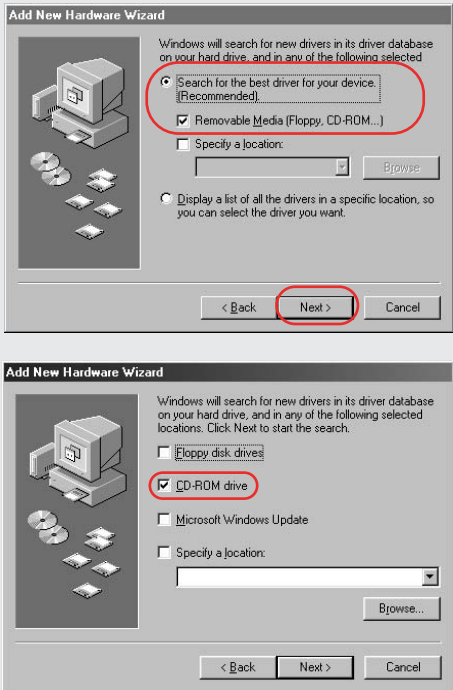 Add New Hardware Wizard
Windows will search for new drivers in its driver database
on your hard drive, and in any of the following selected
Search for the best driver for your device.
(Recommended).
Removable Media (Floppy, CD-ROM...)
Specify a location:
Browse
Display a list of all the drivers in a specific location, so
you can select the driver you want.
< Back Next > Cancel
Add New Hardware Wizard
Windows will search for new drivers in its driver database
on your hard drive, and in any of the following selected
locations. Click Next to start the search.
Floppy disk drives
CD-ROM drive
Microsoft Windows Update
Specify a location:
Browse...
< Back Next > Cancel